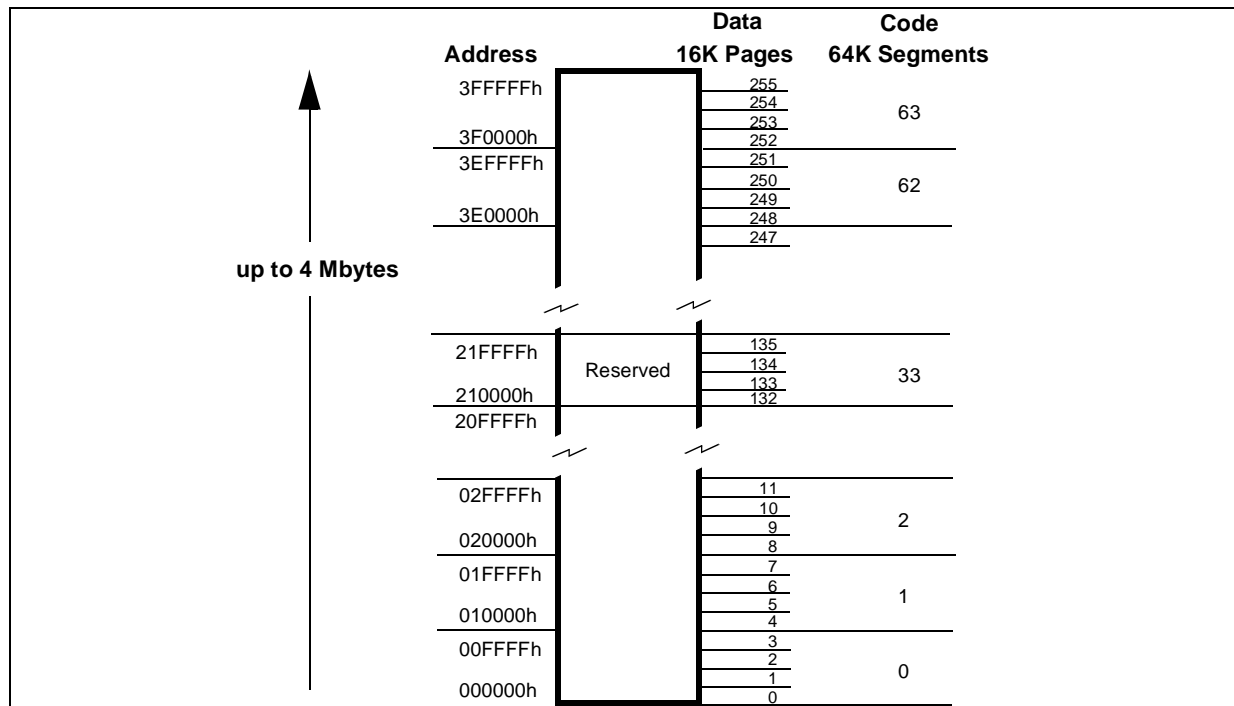 Data Code
Address 16K Pages 64K Segments
3FFFFFh 255
254
253 63
3F0000h 252
3EFFFFh 251
250 62
249
3E0000h 248
247
up to 4 Mbytes
21FFFFh 135
Reserved 134 33
133
210000h 132
20FFFFh
02FFFFh 11
10
9 2
020000h 8
01FFFFh 7
6
5 1
010000h 4
00FFFFh 3
2
1 0
000000h 0